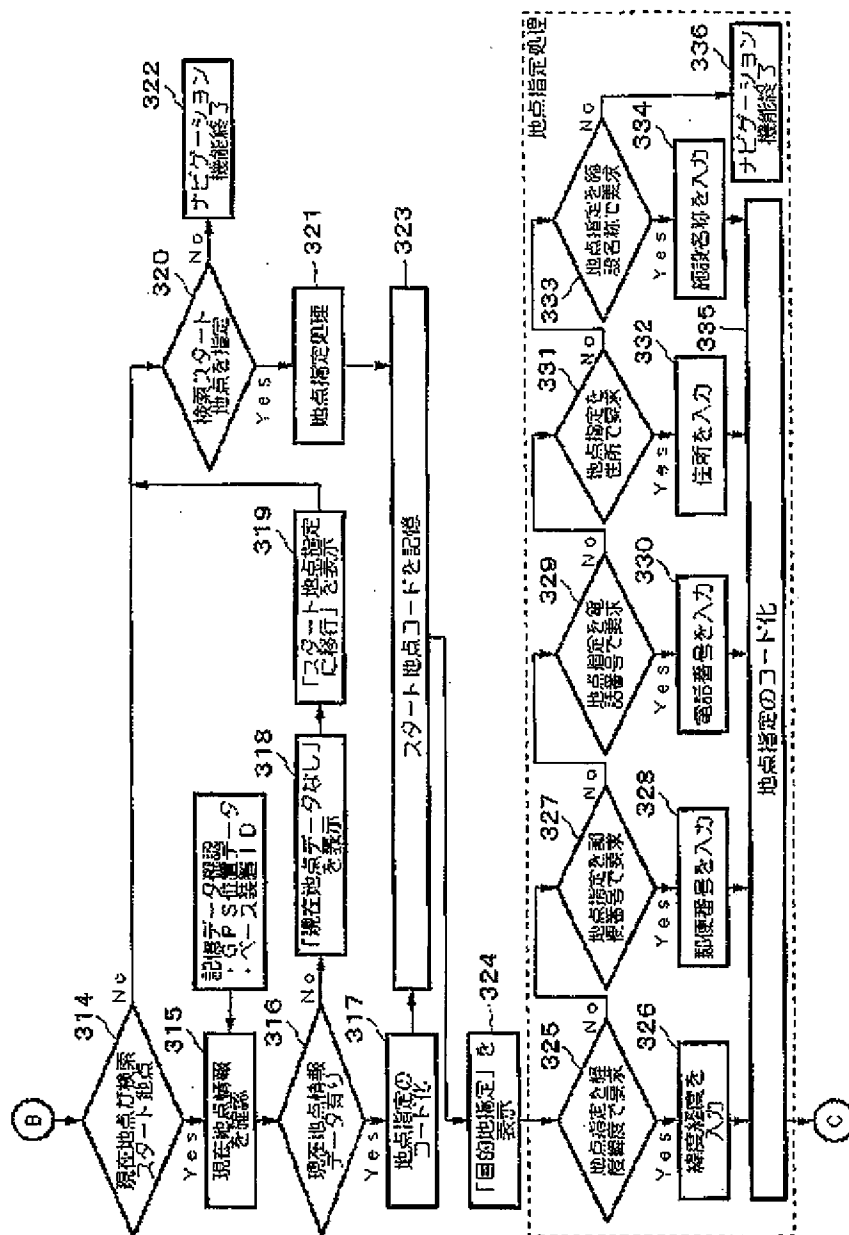 B
314
現在地点が検索
スタート地点
No
Yes
315
現在地点情報
を確認
記憶データ確認
:GPS位置データ
:ベース装置ID
316
現在地点情報
データ有り
No
Yes
317
地点指定の
コード化
318
「現在地点データなし」
を表示
319
「スタート地点指定
に移行」を表示
320
検索スタート
地点を指定
No
Yes
321
地点指定処理
322
ナビゲーション
機能終了
323
スタート地点コードを記憶
324
「目的地指定」を
表示
地点指定処理
325
地点指定を経
度緯度で要求
No
Yes
326
緯度経度を
入力
327
地点指定を郵
便番号で要求
No
Yes
328
郵便番号を入力
329
地点指定を電
話番号で要求
No
Yes
330
電話番号を入力
331
地点指定を
住所で要求
No
Yes
332
住所を入力
333
地点指定を施
設名称で要求
No
Yes
334
施設名称を入力
335
地点指定のコード化
336
ナビゲーション
機能終了
C